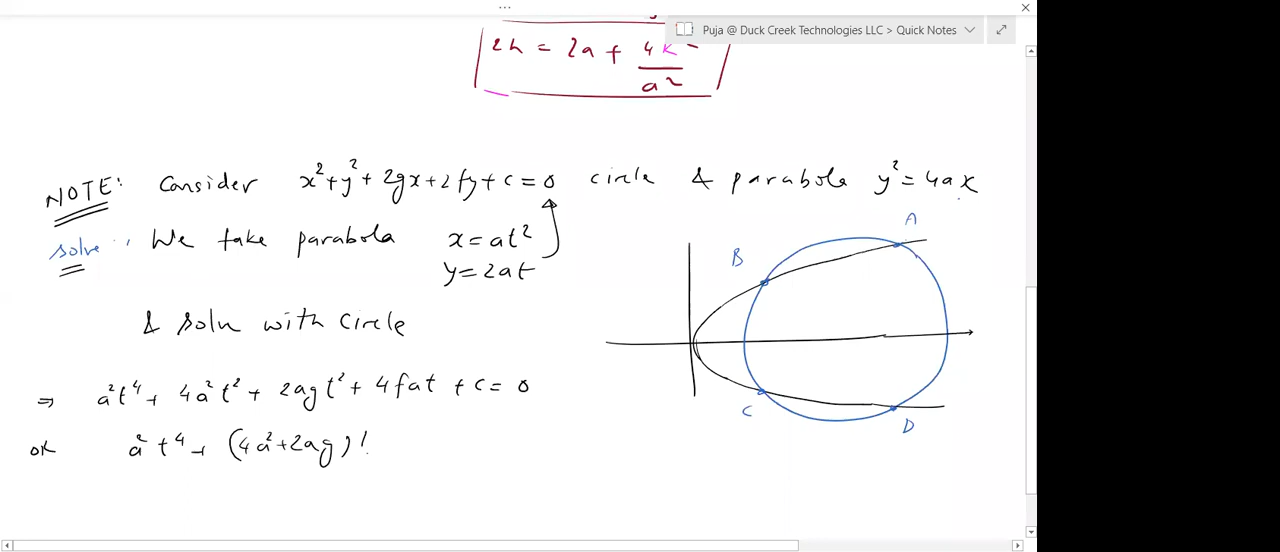 Puja @ Duck Creek Technologies LLC > Quick Notes
2h = 2a + 4k² / a²
NOTE: Consider x² + y² + 2gx + 2fy + c = 0 circle & parabola y² = 4ax
Solve: We take parabola x = at²
y = 2at
& Solve with circle
⇒ a²t⁴ + 4a²t² + 2agt² + 4fat + c = 0
or a²t⁴ + (4a² + 2ag) t
A
B
C
D